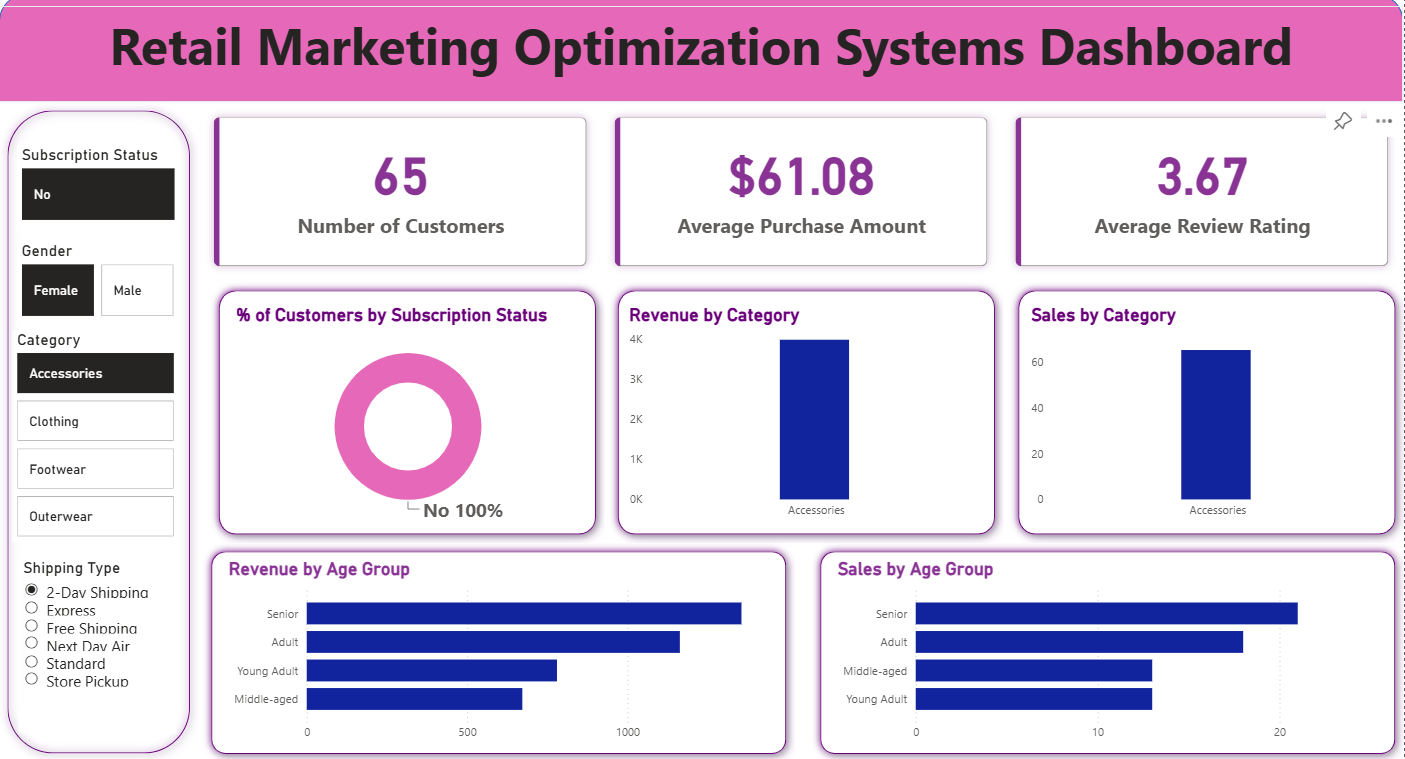 Retail Marketing Optimization Systems Dashboard
Subscription Status
No
Gender
Female Male
Category
Accessories
Clothing
Footwear
Outerwear
Shipping Type
2-Day Shipping
Express
Free Shipping
Next Day Air
Standard
Store Pickup
65
Number of Customers
$61.08
Average Purchase Amount
3.67
Average Review Rating
% of Customers by Subscription Status
No 100%
Revenue by Category
4K
3K
2K
1K
0K
Accessories
Sales by Category
60
40
20
0
Accessories
Revenue by Age Group
Senior
Adult
Young Adult
Middle-aged
0 500 1000
Sales by Age Group
Senior
Adult
Middle-aged
Young Adult
0 10 20